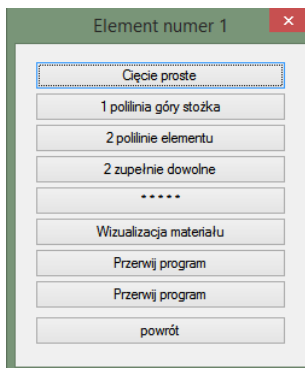 Element numer 1
Cięcie proste
1 polilinia góry stożka
2 polilinie elementu
2 zupełnie dowolne
* * * * *
Wizualizacja materiału
Przerwij program
Przerwij program
powrót